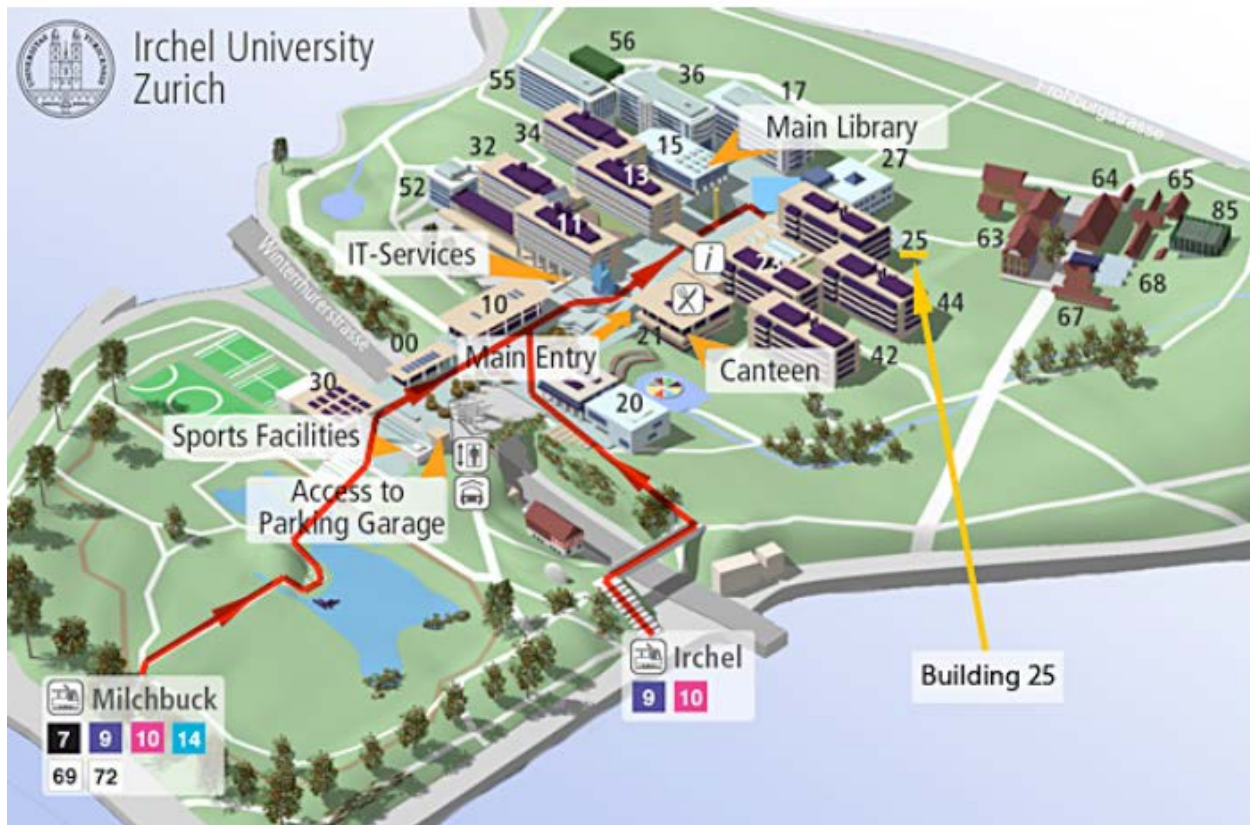 Irchel University
Zurich
56
55
36
17
Main Library
34
15
32
13
27
52
11
64
65
85
Frohburgstrasse
IT-Services
i
25
63
68
10
44
67
Winterthurerstrasse
00
Main Entry
21
Canteen
42
30
20
Sports Facilities
Access to
Parking Garage
Irchel
9 10
Building 25
Milchbuck
7 9 10 14
69 72